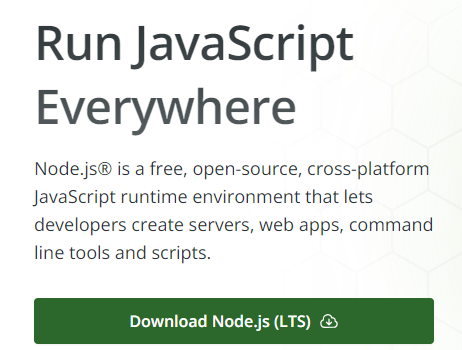 Run JavaScript
Everywhere
Node.js® is a free, open-source, cross-platform
JavaScript runtime environment that lets
developers create servers, web apps, command
line tools and scripts.
Download Node.js (LTS)